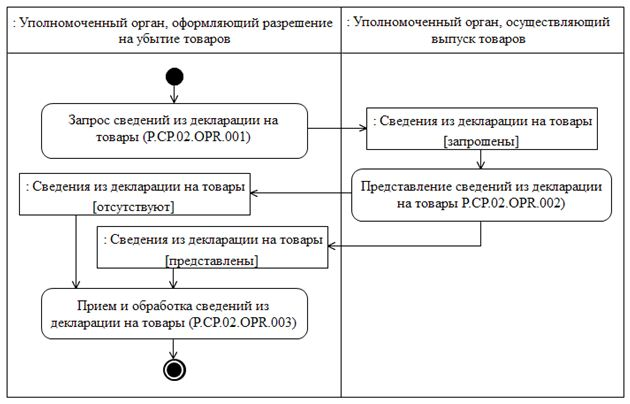 : Уполномоченный орган, оформляющий разрешение
на убытие товаров
: Уполномоченный орган, осуществляющий
выпуск товаров
Запрос сведений из декларации на
товары (P.CP.02.OPR.001)
: Сведения из декларации на товары
[запрошены]
Представление сведений из декларации
на товары P.CP.02.OPR.002)
: Сведения из декларации на товары
[отсутствуют]
: Сведения из декларации на товары
[представлены]
Прием и обработка сведений из
декларации на товары (P.CP.02.OPR.003)